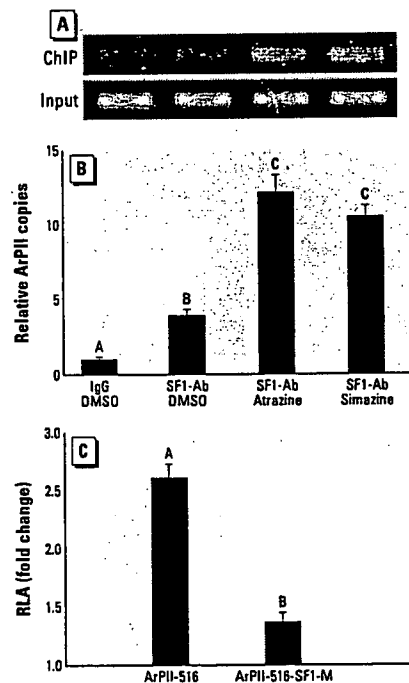 A
ChIP
Input
B
Relative ArPII copies
15
10
5
0
A
B
C
C
IgG
DMSO
SF1-Ab
DMSO
SF1-Ab
Atrazine
SF1-Ab
Simazine
C
RLA (fold change)
3.0
2.5
2.0
1.5
1.0
A
B
ArPII-516
ArPII-516-SF1-M